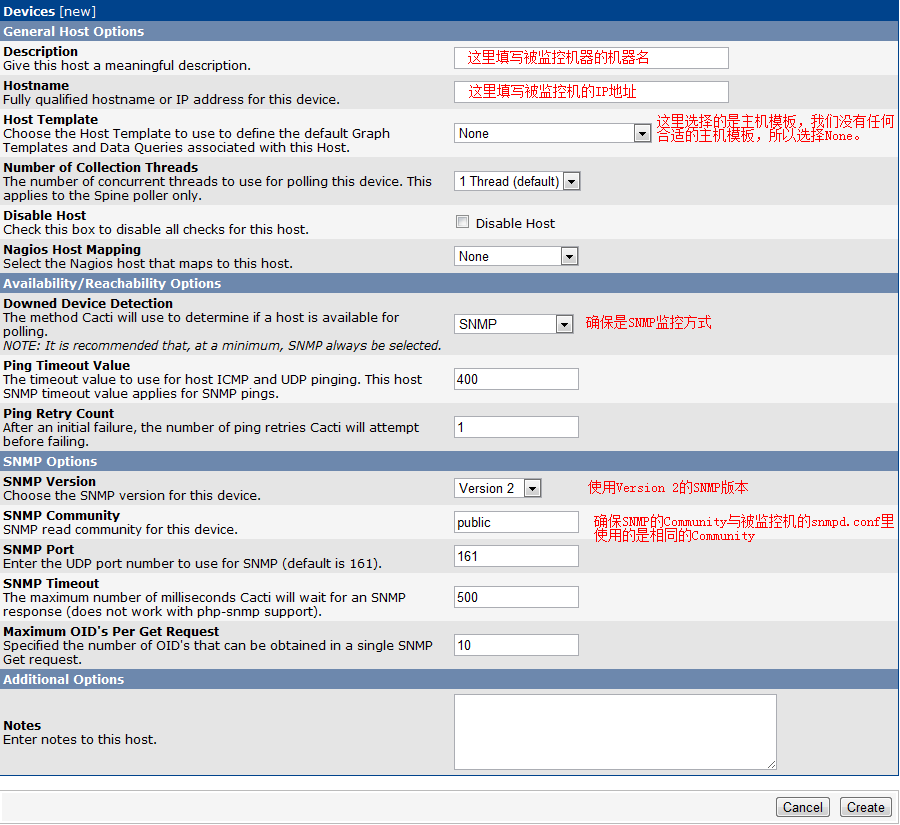 Devices [new]
General Host Options
Description
Give this host a meaningful description.
这里填写被监控机器的机器名
Hostname
Fully qualified hostname or IP address for this device.
这里填写被监控机的IP地址
Host Template
Choose the Host Template to use to define the default Graph
Templates and Data Queries associated with this Host.
None
这里选择的是主机模板，我们没有任何
合适的主机模板，所以选择None。
Number of Collection Threads
The number of concurrent threads to use for polling this device. This
applies to the Spine poller only.
1 Thread (default)
Disable Host
Check this box to disable all checks for this host.
Disable Host
Nagios Host Mapping
Select the Nagios host that maps to this host.
None
Availability/Reachability Options
Downed Device Detection
The method Cacti will use to determine if a host is available for
polling.
NOTE: It is recommended that, at a minimum, SNMP always be selected.
SNMP
确保是SNMP监控方式
Ping Timeout Value
The timeout value to use for host ICMP and UDP pinging. This host
SNMP timeout value applies for SNMP pings.
400
Ping Retry Count
After an initial failure, the number of ping retries Cacti will attempt
before failing.
1
SNMP Options
SNMP Version
Choose the SNMP version for this device.
Version 2
使用Version 2的SNMP版本
SNMP Community
SNMP read community for this device.
public
确保SNMP的Community与被监控机的snmpd.conf里
使用的是相同的Community
SNMP Port
Enter the UDP port number to use for SNMP (default is 161).
161
SNMP Timeout
The maximum number of milliseconds Cacti will wait for an SNMP
response (does not work with php-snmp support).
500
Maximum OID's Per Get Request
Specified the number of OID's that can be obtained in a single SNMP
Get request.
10
Additional Options
Notes
Enter notes to this host.
Cancel
Create